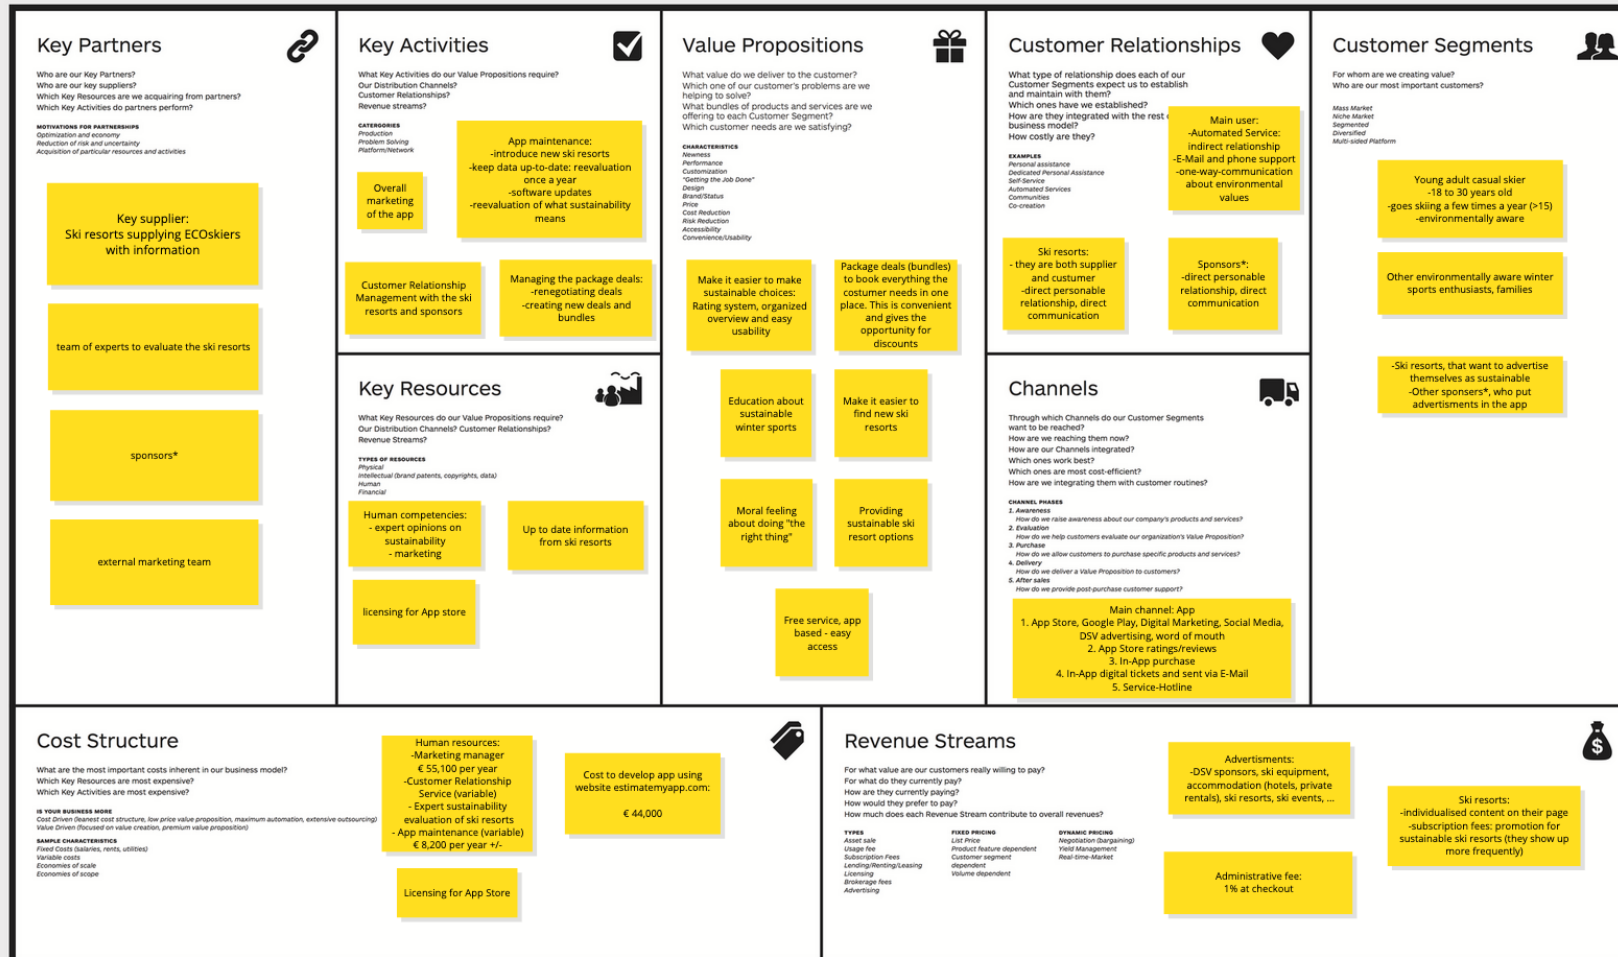 Key Partners
Who are our Key Partners?
Who are our key suppliers?
Which Key Resources are we acquairing from partners?
Which Key Activities do partners perform?
MOTIVATIONS FOR PARTNERSHIPS
Optimization and economy
Reduction of risk and uncertainty
Acquisition of particular resources and activities
Key supplier:
Ski resorts supplying ECOskiers
with information
team of experts to evaluate the ski resorts
sponsors*
external marketing team
Key Activities
What Key Activities do our Value Propositions require?
Our Distribution Channels?
Customer Relationships?
Revenue streams?
CATERGORIES
Production
Problem Solving
Platform/Network
Overall
marketing
of the app
App maintenance:
-introduce new ski resorts
-keep data up-to-date: reevaluation
once a year
-software updates
-reevaluation of what sustainability
means
Customer Relationship
Management with the ski
resorts and sponsors
Managing the package deals:
-renegotiating deals
-creating new deals and
bundles
Key Resources
What Key Resources do our Value Propositions require?
Our Distribution Channels? Customer Relationships?
Revenue Streams?
TYPES OF RESOURCES
Physical
Intellectual (brand patents, copyrights, data)
Human
Financial
Human competencies:
- expert opinions on
sustainability
- marketing
Up to date information
from ski resorts
licensing for App store
Value Propositions
What value do we deliver to the customer?
Which one of our customer's problems are we
helping to solve?
What bundles of products and services are we
offering to each Customer Segment?
Which customer needs are we satisfying?
CHARACTERISTICS
Newness
Performance
Customization
"Getting the Job Done"
Design
Brand/Status
Price
Cost Reduction
Risk Reduction
Accessibility
Convenience/Usability
Make it easier to make
sustainable choices:
Rating system, organized
overview and easy
usability
Package deals (bundles)
to book everything the
costumer needs in one
place. This is convenient
and gives the
opportunity for
discounts
Education about
sustainable
winter sports
Make it easier to
find new ski
resorts
Moral feeling
about doing "the
right thing"
Providing
sustainable ski
resort options
Free service, app
based - easy
access
Customer Relationships
What type of relationship does each of our
Customer Segments expect us to establish
and maintain with them?
Which ones have we established?
How are they integrated with the rest
business model?
How costly are they?
EXAMPLES
Personal assistance
Dedicated Personal Assistance
Self-Service
Automated Services
Communities
Co-creation
Main user:
-Automated Service:
indirect relationship
-E-Mail and phone support
-one-way-communication
about environmental
values
Ski resorts:
- they are both supplier
and custumer
-direct personable
relationship, direct
communication
Sponsors*:
-direct personable
relationship, direct
communication
Channels
Through which Channels do our Customer Segments
want to be reached?
How are we reaching them now?
How are our Channels integrated?
Which ones work best?
Which ones are most cost-efficient?
How are we integrating them with customer routines?
CHANNEL PHASES
1. Awareness
How do we raise awareness about our company's products and services?
2. Evaluation
How do we help customers evaluate our organization's Value Proposition?
3. Purchase
How do we allow customers to purchase specific products and services?
4. Delivery
How do we deliver a Value Proposition to customers?
5. After sales
How do we provide post-purchase customer support?
Main channel: App
1. App Store, Google Play, Digital Marketing, Social Media,
DSV advertising, word of mouth
2. App Store ratings/reviews
3. In-App purchase
4. In-App digital tickets and sent via E-Mail
5. Service-Hotline
Customer Segments
For whom are we creating value?
Who are our most important customers?
Mass Market
Niche Market
Segmented
Diversified
Multi-sided Platform
Young adult casual skier
-18 to 30 years old
-goes skiing a few times a year (>15)
-environmentally aware
Other environmentally aware winter
sports enthusiasts, families
-Ski resorts, that want to advertise
themselves as sustainable
-Other sponsers*, who put
advertisments in the app
Cost Structure
What are the most important costs inherent in our business model?
Which Key Resources are most expensive?
Which Key Activities are most expensive?
IS YOUR BUSINESS MORE
Cost Driven (leanest cost structure, low price value proposition, maximum automation, extensive outsourcing)
Value Driven (focused on value creation, premium value proposition)
SAMPLE CHARACTERISTICS
Fixed Costs (salaries, rents, utilities)
Variable costs
Economies of scale
Economies of scope
Human resources:
-Marketing manager
€ 55,100 per year
-Customer Relationship
Service (variable)
- Expert sustainability
evaluation of ski resorts
- App maintenance (variable)
€ 8,200 per year +/-
Cost to develop app using
website estimatemyapp.com:
€ 44,000
Licensing for App Store
Revenue Streams
For what value are our customers really willing to pay?
For what do they currently pay?
How are they currently paying?
How would they prefer to pay?
How much does each Revenue Stream contribute to overall revenues?
TYPES
Asset sale
Usage fee
Subscription Fees
Lending/Renting/Leasing
Licensing
Brokerage fees
Advertising
FIXED PRICING
List Price
Product feature dependent
Customer segment
dependent
Volume dependent
DYNAMIC PRICING
Negotiation (bargaining)
Yield Management
Real-time-Market
Advertisments:
-DSV sponsors, ski equipment,
accommodation (hotels, private
rentals), ski resorts, ski events, ...
Administrative fee:
1% at checkout
Ski resorts:
-individualised content on their page
-subscription fees: promotion for
sustainable ski resorts (they show up
more frequently)
$